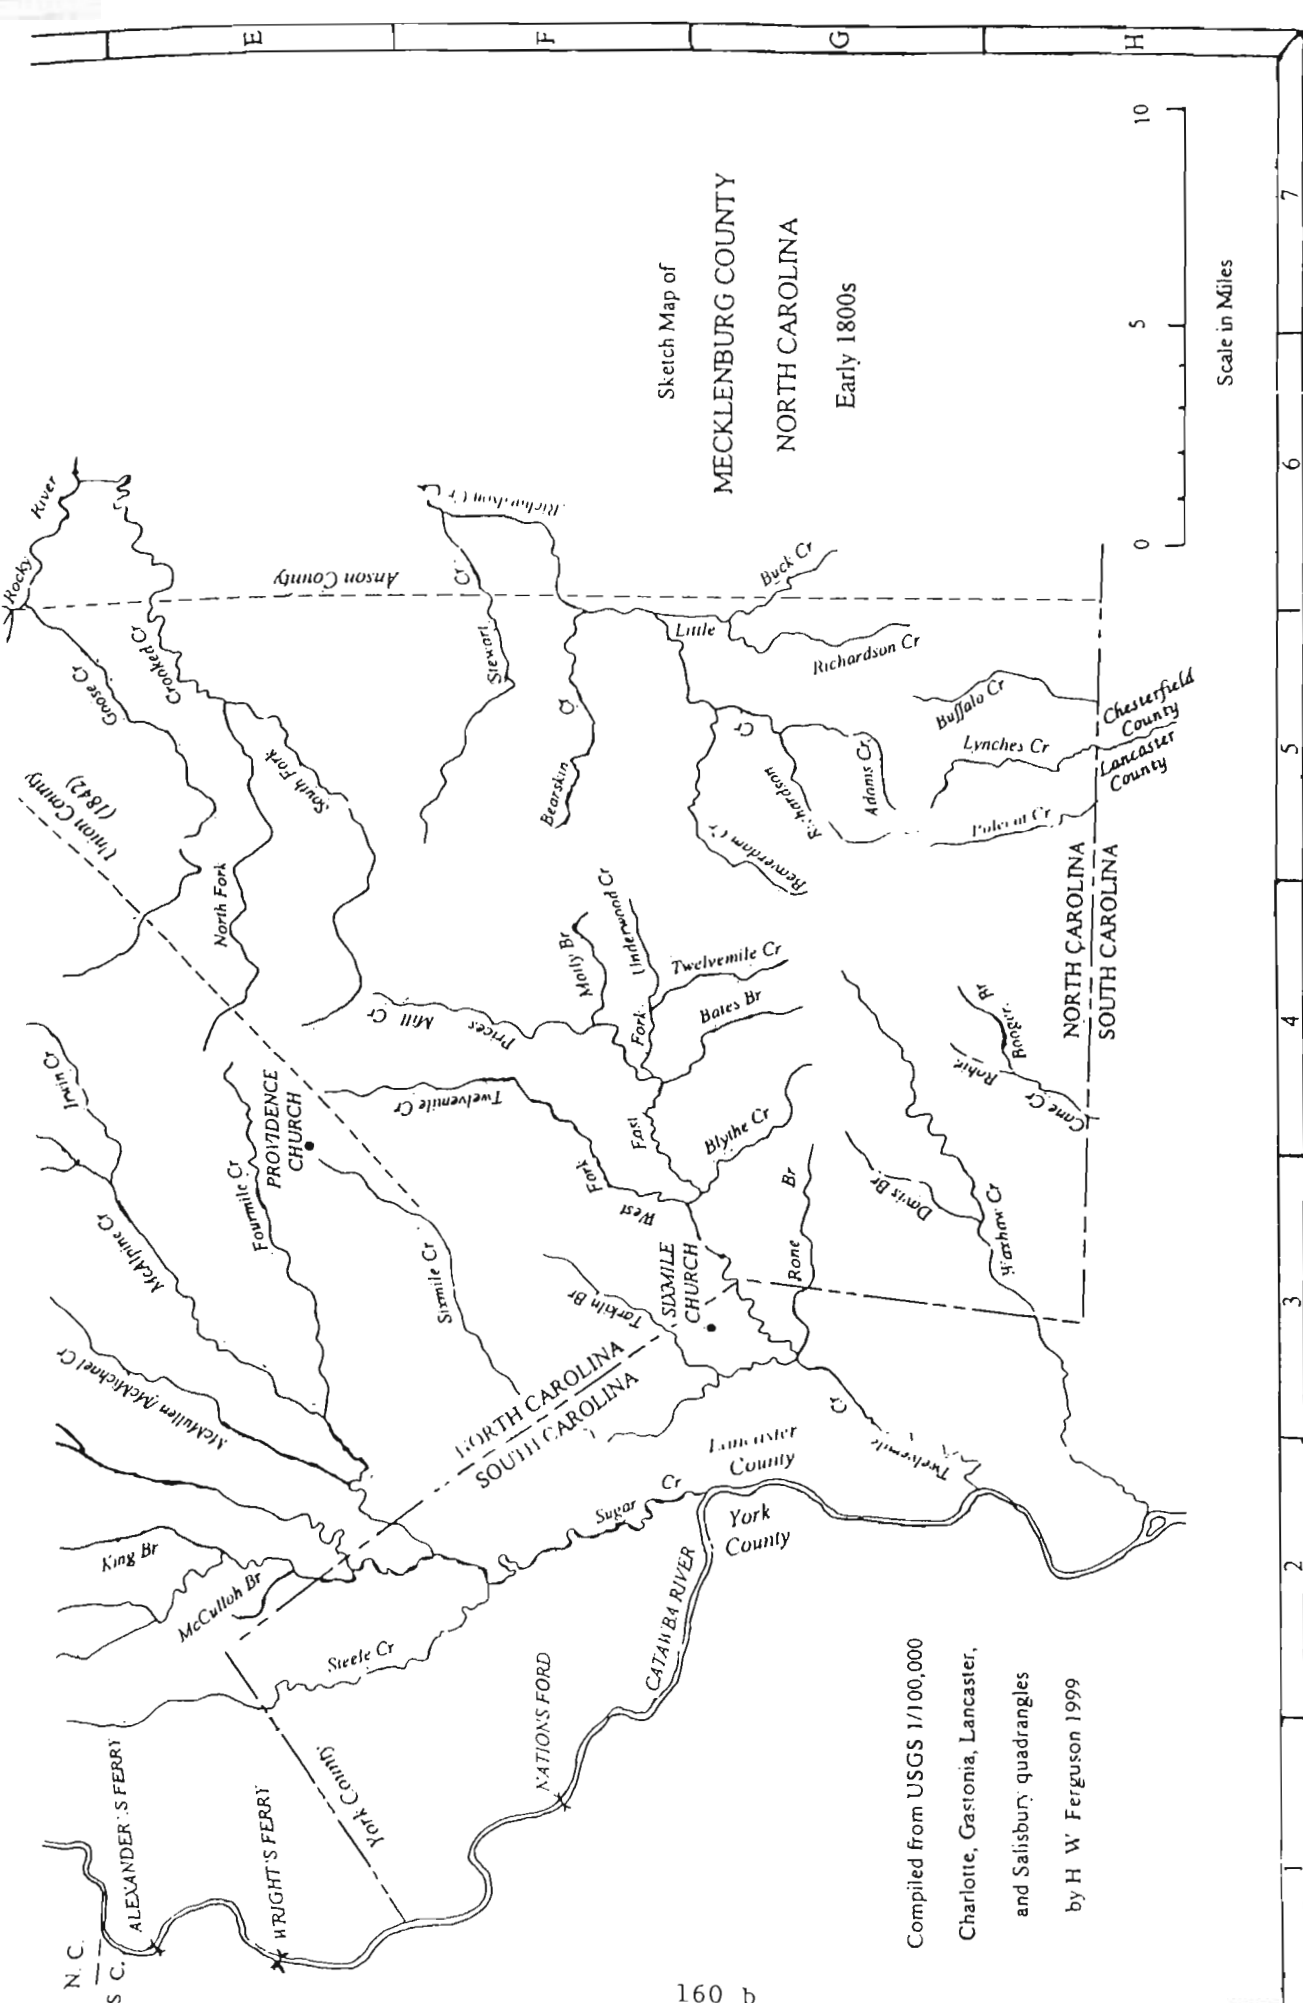 Sketch Map of
MECKLENBURG COUNTY
NORTH CAROLINA
Early 1800s
0 5 10
Scale in Miles
Compiled from USGS 1/100,000
Charlotte, Gastonia, Lancaster,
and Salisbury quadrangles
by H W Ferguson 1999
E
F
G
H
1
2
3
4
5
6
7
N. C.
S C.
ALEXANDER'S FERRY
WRIGHT'S FERRY
NATIONS FORD
CATAWBA RIVER
York County
Steele Cr
McCulloh Br
King Br
McMullen/McMichael Cr
McAlpine Cr
Irwin Cr
Fourmile Cr
PROVIDENCE
CHURCH
Sixmile Cr
Tarkiln Br
SIXMILE
CHURCH
NORTH CAROLINA
SOUTH CAROLINA
Sugar Cr
Lancaster
County
York
County
Twelvemile Cr
Rone Br
Davis Br
Waxhaw Cr
Blythe Cr
West Fork
Twelvemile Cr
East Fork
Prices Mill Cr
Molly Br
Underwood Cr
Twelvemile Cr
Bates Br
Cane Cr
NORTH CAROLINA
SOUTH CAROLINA
Union County
(1842)
North Fork
South Fork
Crooked Cr
Goose Cr
Rocky River
Anson County
Stewart Cr
Richardson Cr
Bearskin Cr
Beaverdam Cr
Richardson Cr
Adams Cr
Little
Richardson Cr
Buck Cr
Buffalo Cr
Lynches Cr
Polecat Cr
Chesterfield
County
Lancaster
County
160 b